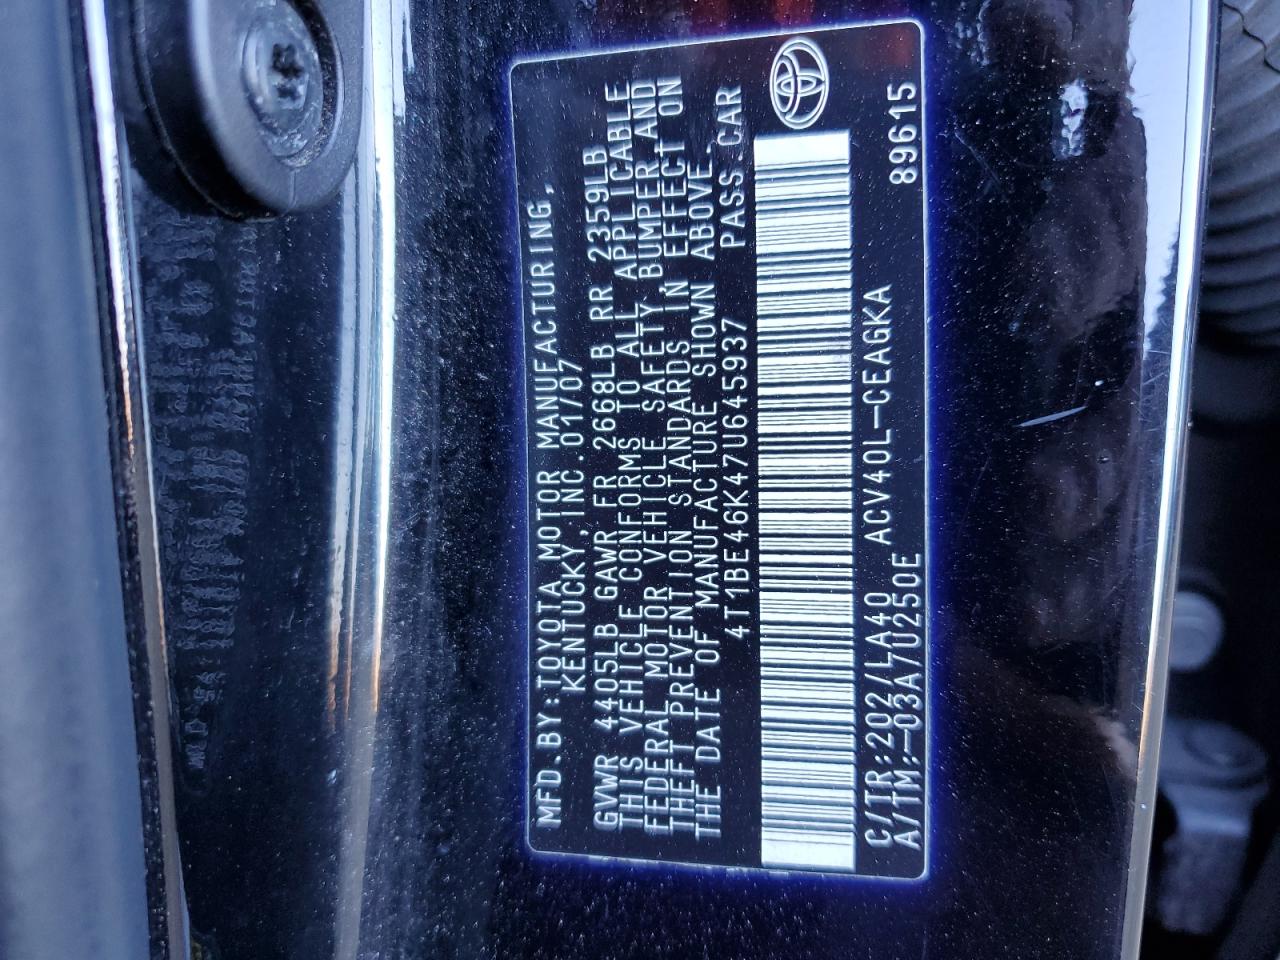 MFD.BY:TOYOTA MOTOR MANUFACTURING,
KENTUCKY,INC.01/07
GVWR 4405LB GAWR FR 2668LB RR 2359LB
THIS VEHICLE CONFORMS TO ALL APPLICABLE
FEDERAL MOTOR VEHICLE SAFETY,BUMPER,AND
THEFT PREVENTION STANDARDS IN EFFECT ON
THE DATE OF MANUFACTURE SHOWN ABOVE.
4T1BE46K47U645937 PASS.CAR
C/TR:202/LA40 ACV40L-CEAGKA
A/TM:-03A/U250E 89615